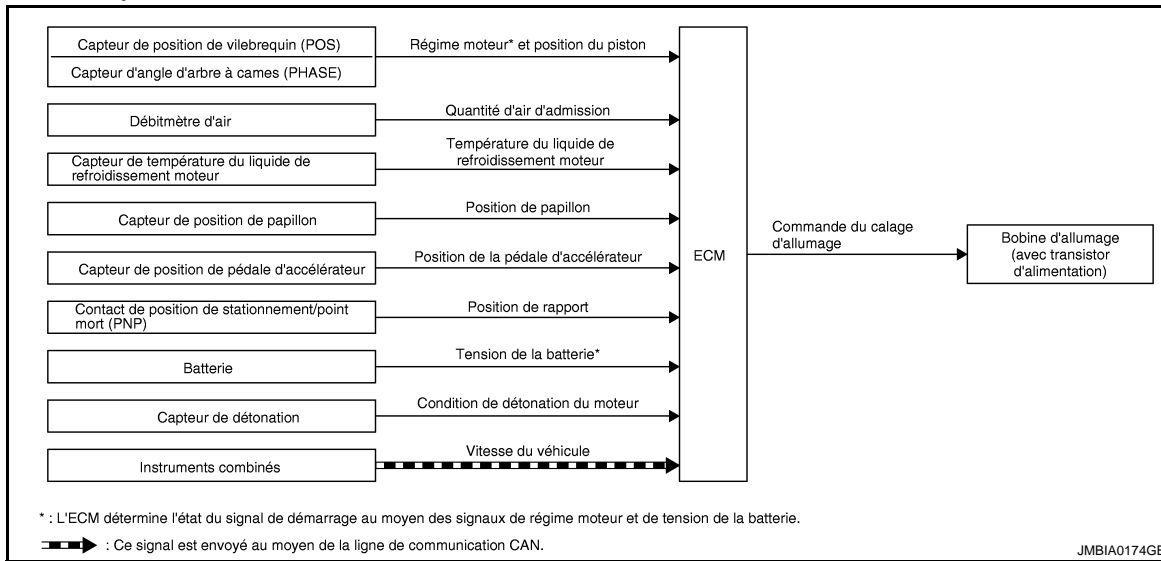 Capteur de position de vilebrequin (POS)
Capteur d'angle d'arbre à cames (PHASE)
Régime moteur* et position du piston
Débitmètre d'air
Quantité d'air d'admission
Capteur de température du liquide de
refroidissement moteur
Température du liquide de
refroidissement moteur
Capteur de position de papillon
Position de papillon
Capteur de position de pédale d'accélérateur
Position de la pédale d'accélérateur
Contact de position de stationnement/point
mort (PNP)
Position de rapport
Batterie
Tension de la batterie*
Capteur de détonation
Condition de détonation du moteur
Instruments combinés
Vitesse du véhicule
ECM
Commande du calage
d'allumage
Bobine d'allumage
(avec transistor
d'alimentation)
* : L'ECM détermine l'état du signal de démarrage au moyen des signaux de régime moteur et de tension de la batterie.
: Ce signal est envoyé au moyen de la ligne de communication CAN.